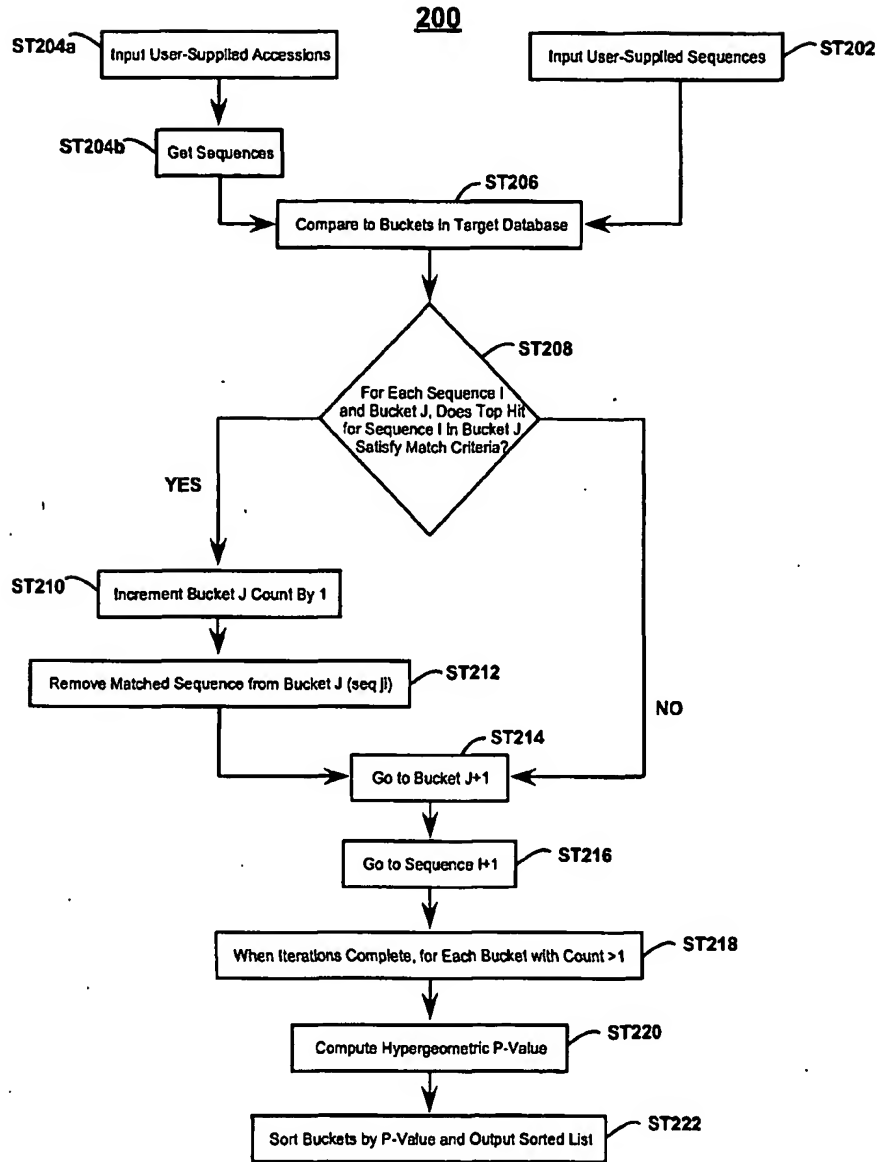 200
ST204a
Input User-Supplied Accessions
Input User-Supplied Sequences
ST202
ST204b
Get Sequences
ST206
Compare to Buckets in Target Database
ST208
For Each Sequence I
and Bucket J, Does Top Hit
for Sequence I In Bucket J
Satisfy Match Criteria?
YES
ST210
Increment Bucket J Count By 1
ST212
Remove Matched Sequence from Bucket J (seq ji)
NO
ST214
Go to Bucket J+1
ST216
Go to Sequence I+1
ST218
When Iterations Complete, for Each Bucket with Count >1
ST220
Compute Hypergeometric P-Value
ST222
Sort Buckets by P-Value and Output Sorted List